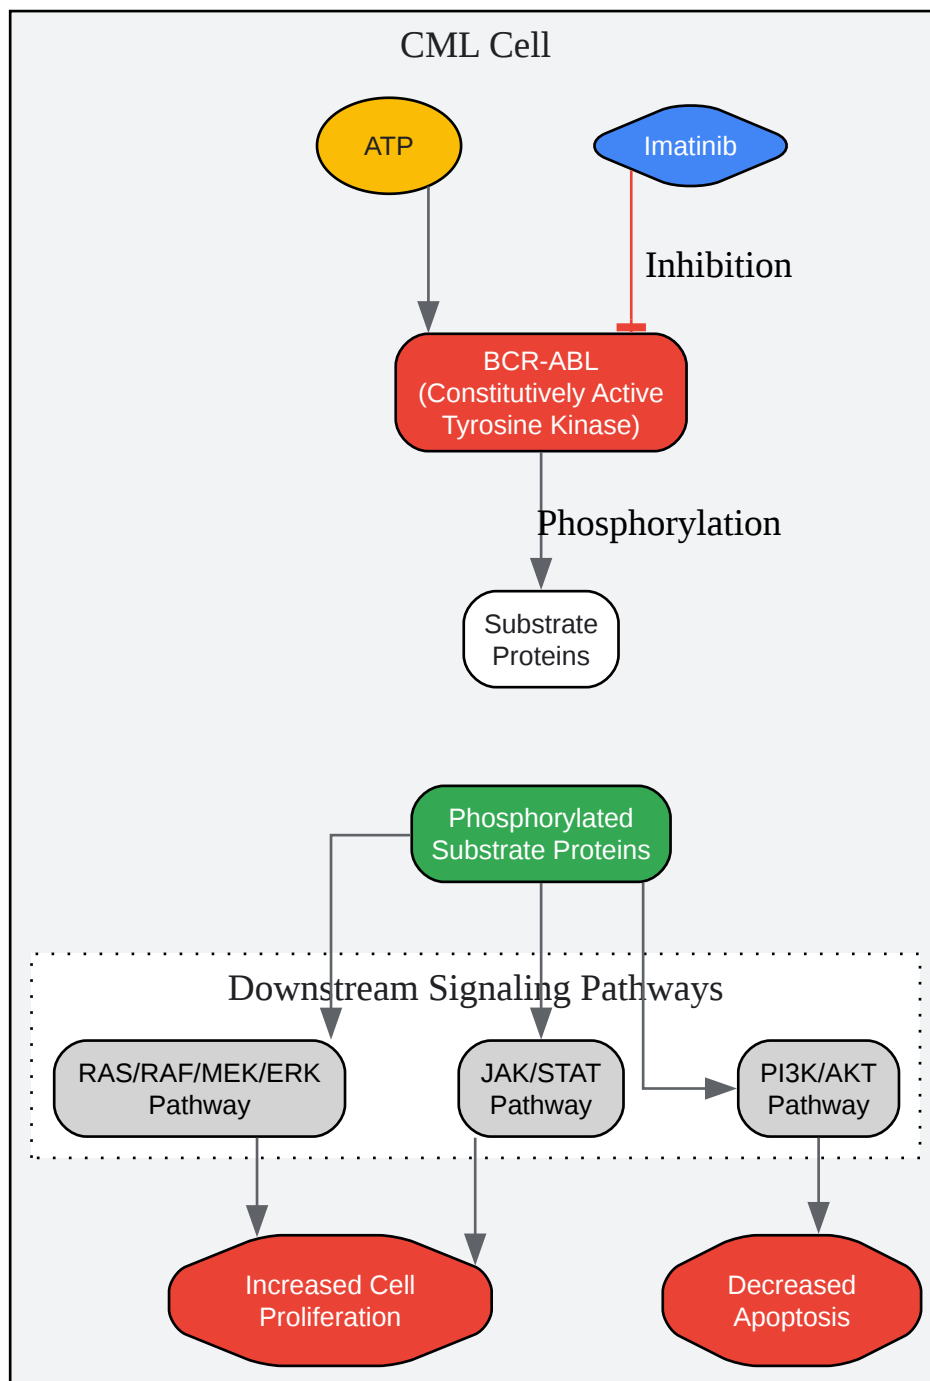 CML Cell
ATP
Imatinib
Inhibition
BCR-ABL
(Constitutively Active
Tyrosine Kinase)
Phosphorylation
Substrate
Proteins
Phosphorylated
Substrate Proteins
Downstream Signaling Pathways
RAS/RAF/MEK/ERK
Pathway
JAK/STAT
Pathway
PI3K/AKT
Pathway
Increased Cell
Proliferation
Decreased
Apoptosis